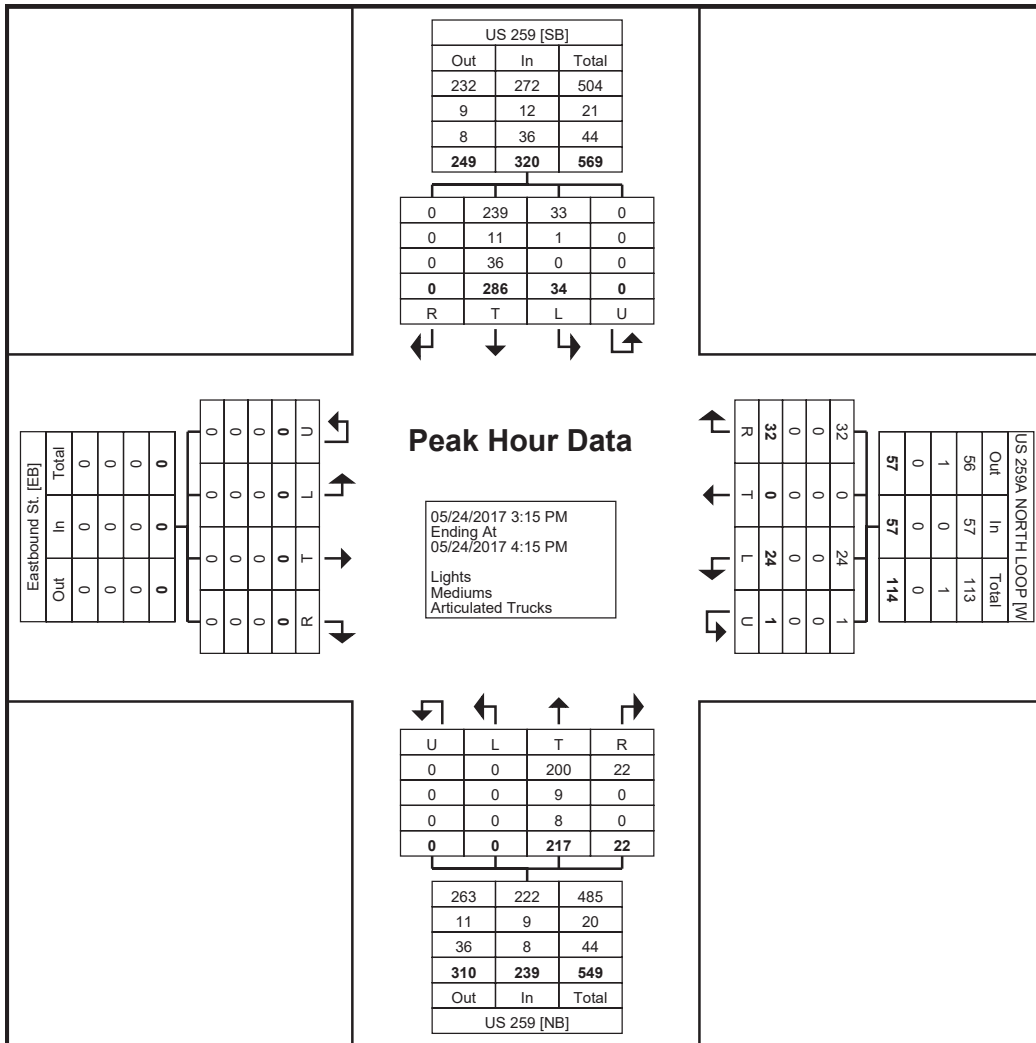 US 259 [SB]
Out In Total
232 272 504
9 12 21
8 36 44
249 320 569
0 239 33 0
0 11 1 0
0 36 0 0
0 286 34 0
R T L U
Eastbound St. [EB]
Total 0 0 0 0
In 0 0 0 0
Out 0 0 0 0
0 0 0 0 U
0 0 0 0 L
0 0 0 0 T
0 0 0 0 R
Peak Hour Data
05/24/2017 3:15 PM
Ending At
05/24/2017 4:15 PM
Lights
Mediums
Articulated Trucks
R 32 0 0 32
T 0 0 0 0
L 24 0 0 24
U 1 0 0 1
US 259A NORTH LOOP [W
Out In Total
56 57 113
1 0 1
0 0 0
57 57 114
U L T R
0 0 200 22
0 0 9 0
0 0 8 0
0 0 217 22
263 222 485
11 9 20
36 8 44
310 239 549
Out In Total
US 259 [NB]